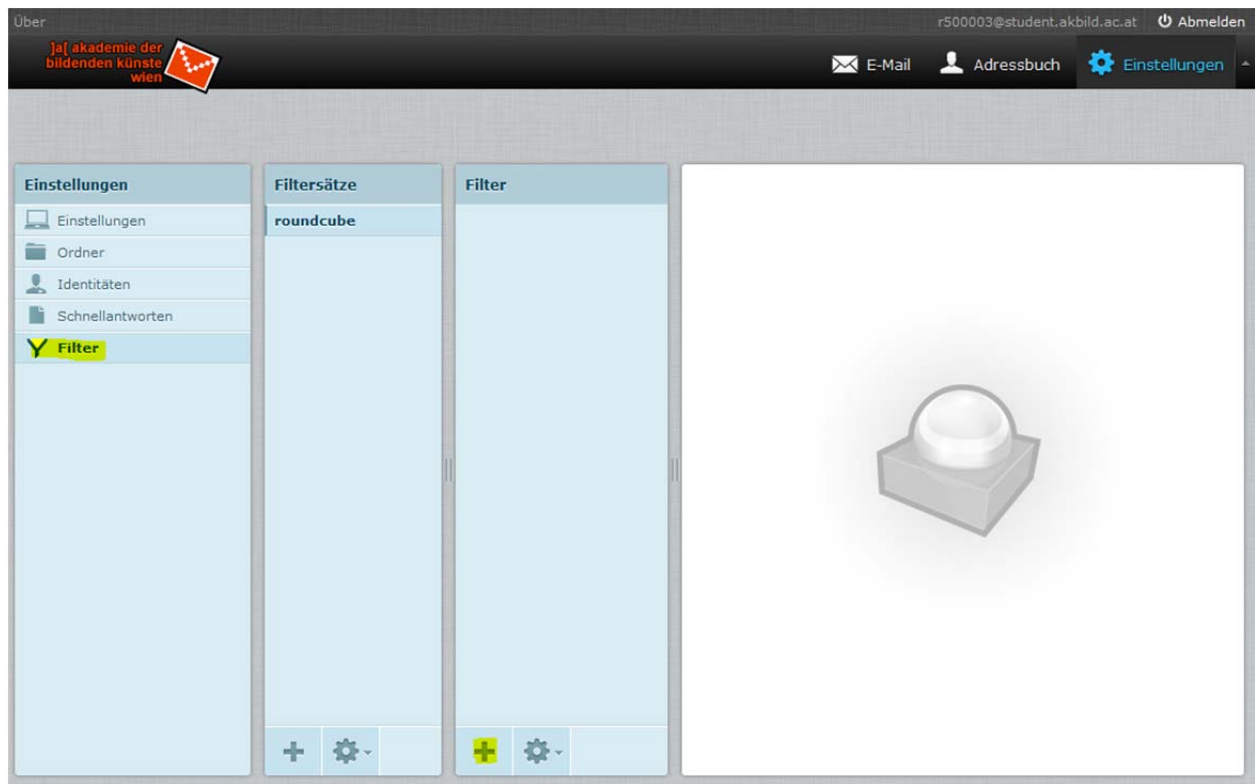 Über
r500003@student.akbild.ac.at Abmelden
]a[ akademie der
bildenden künste
wien
E-Mail Adressbuch Einstellungen
Einstellungen
Einstellungen
Ordner
Identitäten
Schnellantworten
Filter
Filtersätze
roundcube
Filter